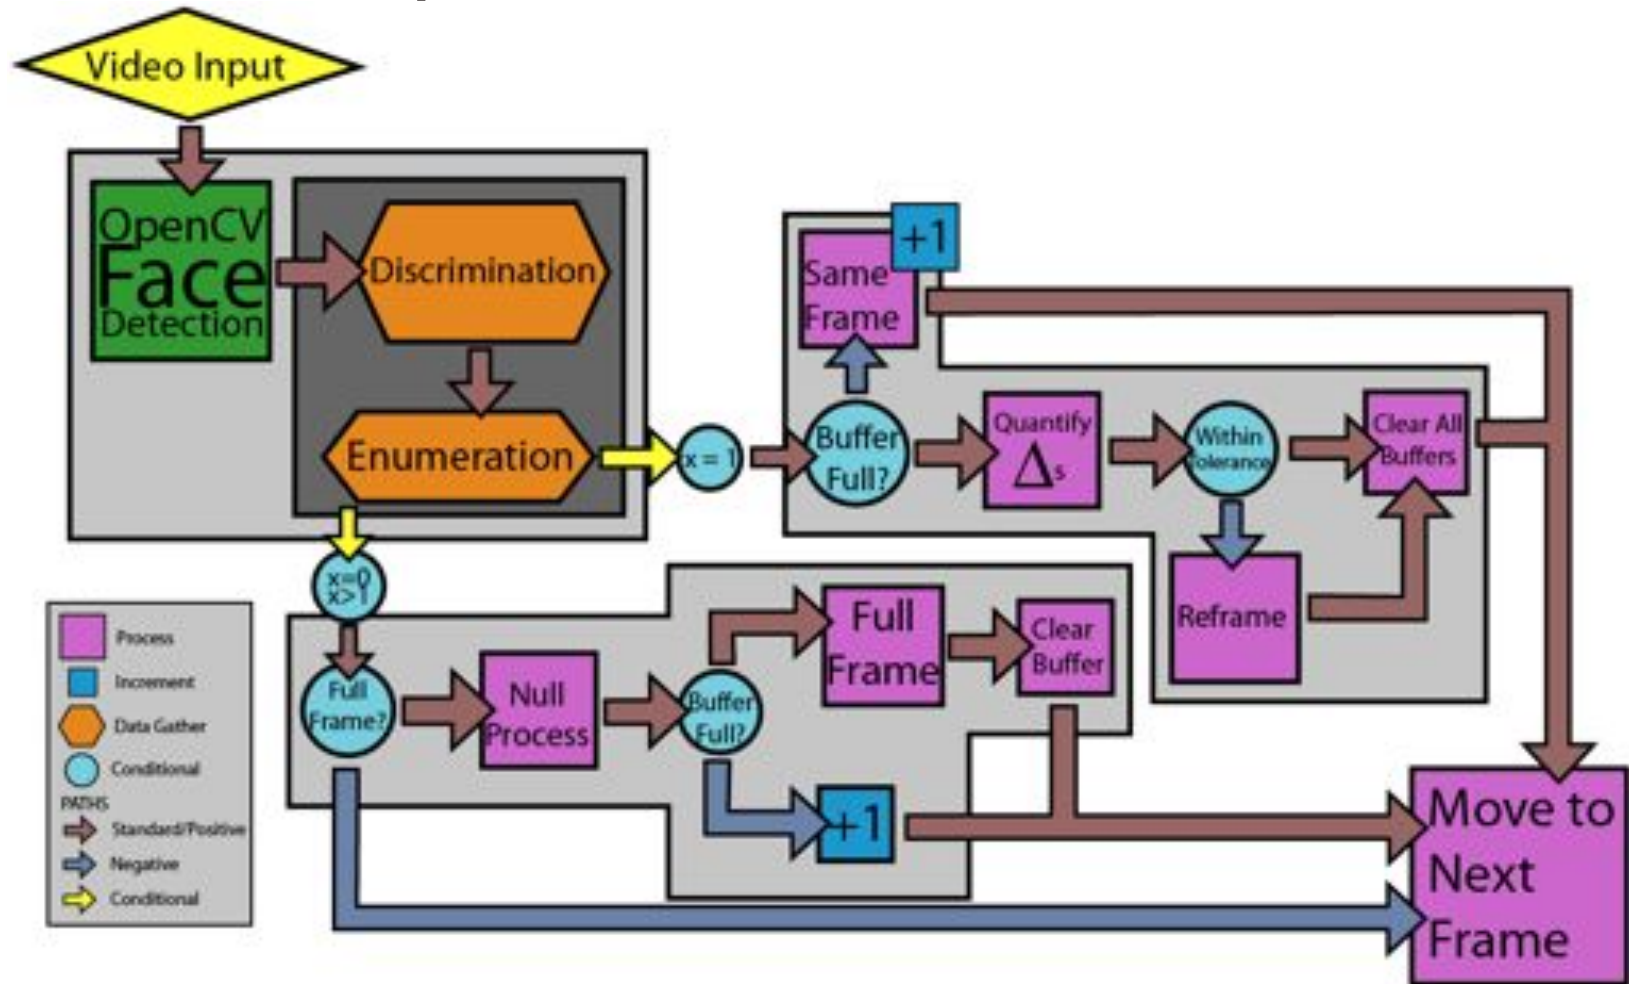 Video Input
OpenCV
Face
Detection
Discrimination
Enumeration
x = 1
x=0
x>1
+1
Same
Frame
Buffer
Full?
Quantify
Δs
Within
Tolerance
Clear All
Buffers
Reframe
Full
Frame?
Null
Process
Buffer
Full?
Full
Frame
Clear
Buffer
+1
Move to
Next
Frame
Process
Increment
Data Gather
Conditional
PATHS
Standard/Positive
Negative
Conditional